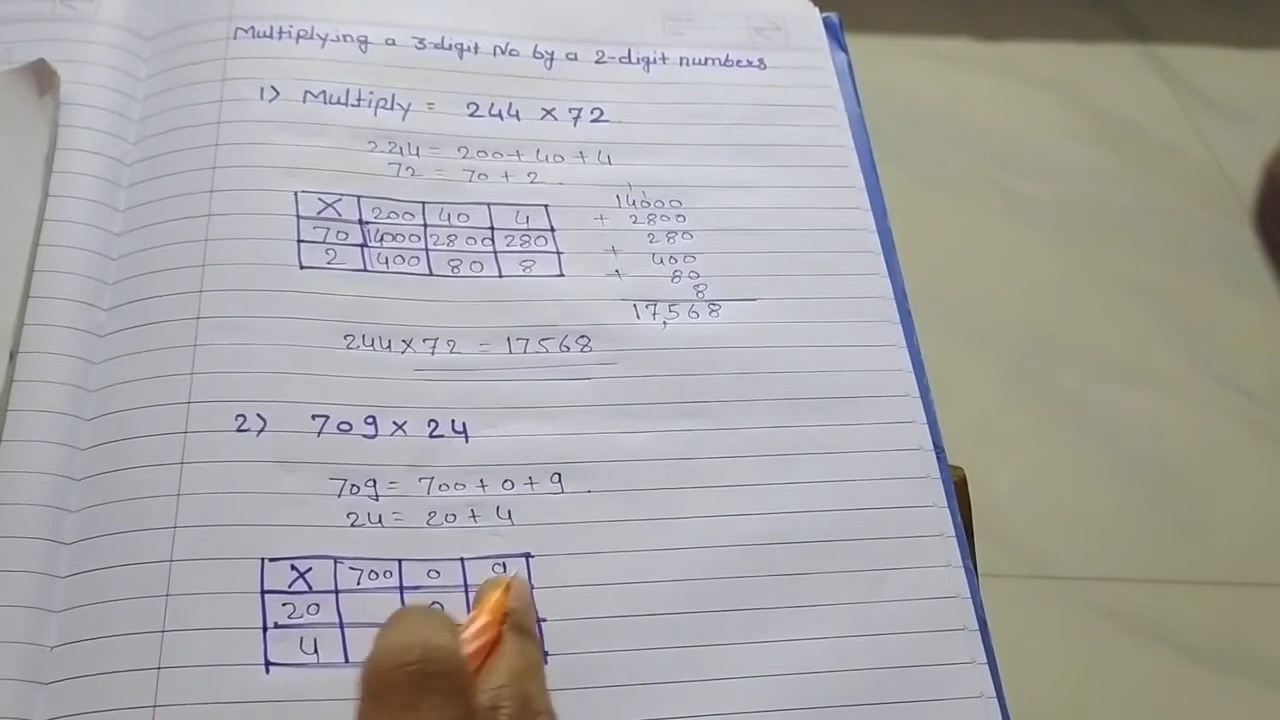 Multiplying a 3-digit No by a 2-digit numbers
1) Multiply = 244 × 72
224 = 200 + 40 + 4
72 = 70 + 2
X 200 40 4
70 14000 2800 280
2 400 80 8
14000
+ 2800
280
+ 400
+ 80
8
17,568
244 × 72 = 17568
2) 709 × 24
709 = 700 + 0 + 9
24 = 20 + 4
X 700 0 9
20 0
4